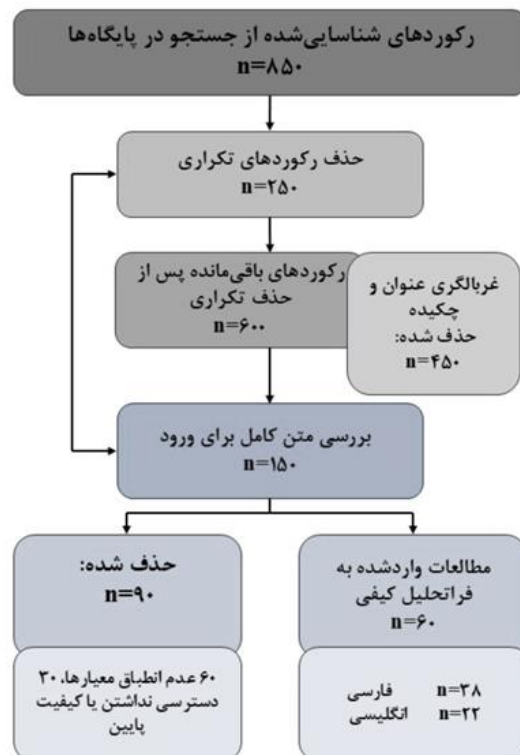 رکوردهای شناسایی‌شده از جستجو در پایگاه‌ها
n=۸۵۰
حذف رکوردهای تکراری
n=۲۵۰
رکوردهای باقی‌مانده پس از
حذف تکراری
n=۶۰۰
غربالگری عنوان و
چکیده
حذف شده:
n=۴۵۰
بررسی متن کامل برای ورود
n=۱۵۰
مطالعات واردشده به
فراتحلیل کیفی
n=۶۰
فارسی n=۳۸
انگلیسی n=۲۲
حذف شده:
n=۹۰
۶۰ عدم انطباق معیارها، ۳۰
دسترسی نداشتن یا کیفیت
پایین